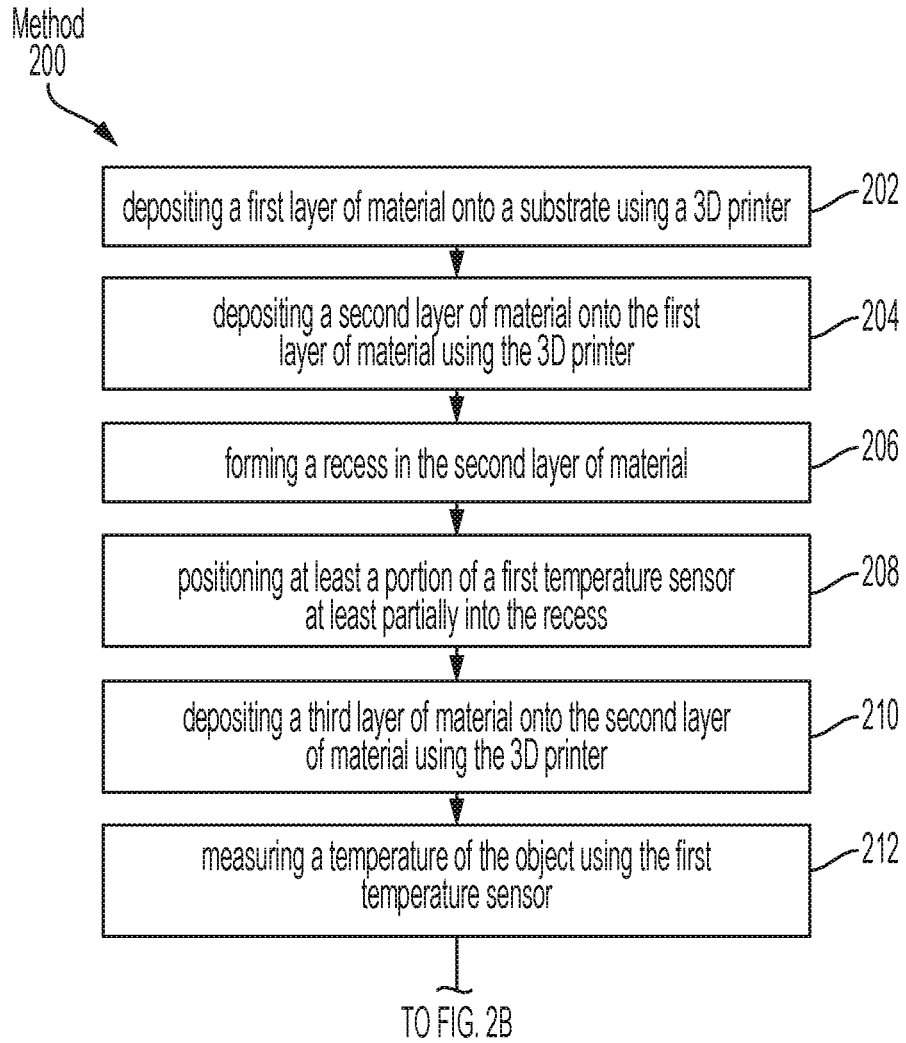 Method
200
depositing a first layer of material onto a substrate using a 3D printer
202
depositing a second layer of material onto the first
layer of material using the 3D printer
204
forming a recess in the second layer of material
206
positioning at least a portion of a first temperature sensor
at least partially into the recess
208
depositing a third layer of material onto the second layer
of material using the 3D printer
210
measuring a temperature of the object using the first
temperature sensor
212
TO FIG. 2B